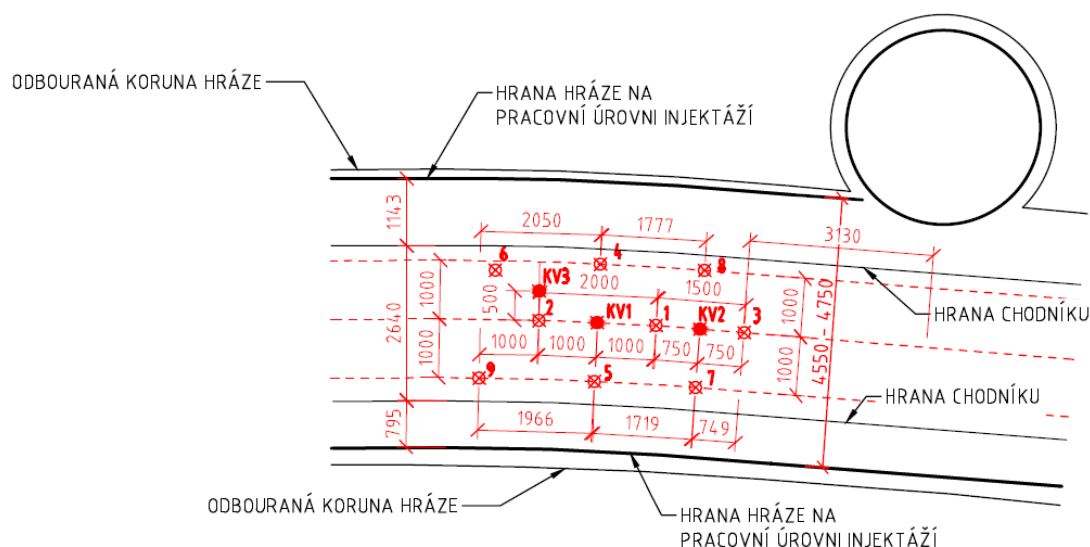 ODBOURANÁ KORUNA HRÁZE
HRANA HRÁZE NA
PRACOVNÍ ÚROVNI INJEKTÁŽÍ
1143
2050
1777
3130
6
4
8
KV3
2000
1500
1000
500
2
KV1
1
KV2
3
1000
2640
4550 - 4750
HRANA CHODNÍKU
1000
1000
1000
1000
750
750
1000
9
5
7
HRANA CHODNÍKU
795
1966
1719
749
ODBOURANÁ KORUNA HRÁZE
HRANA HRÁZE NA
PRACOVNÍ ÚROVNI INJEKTÁŽÍ